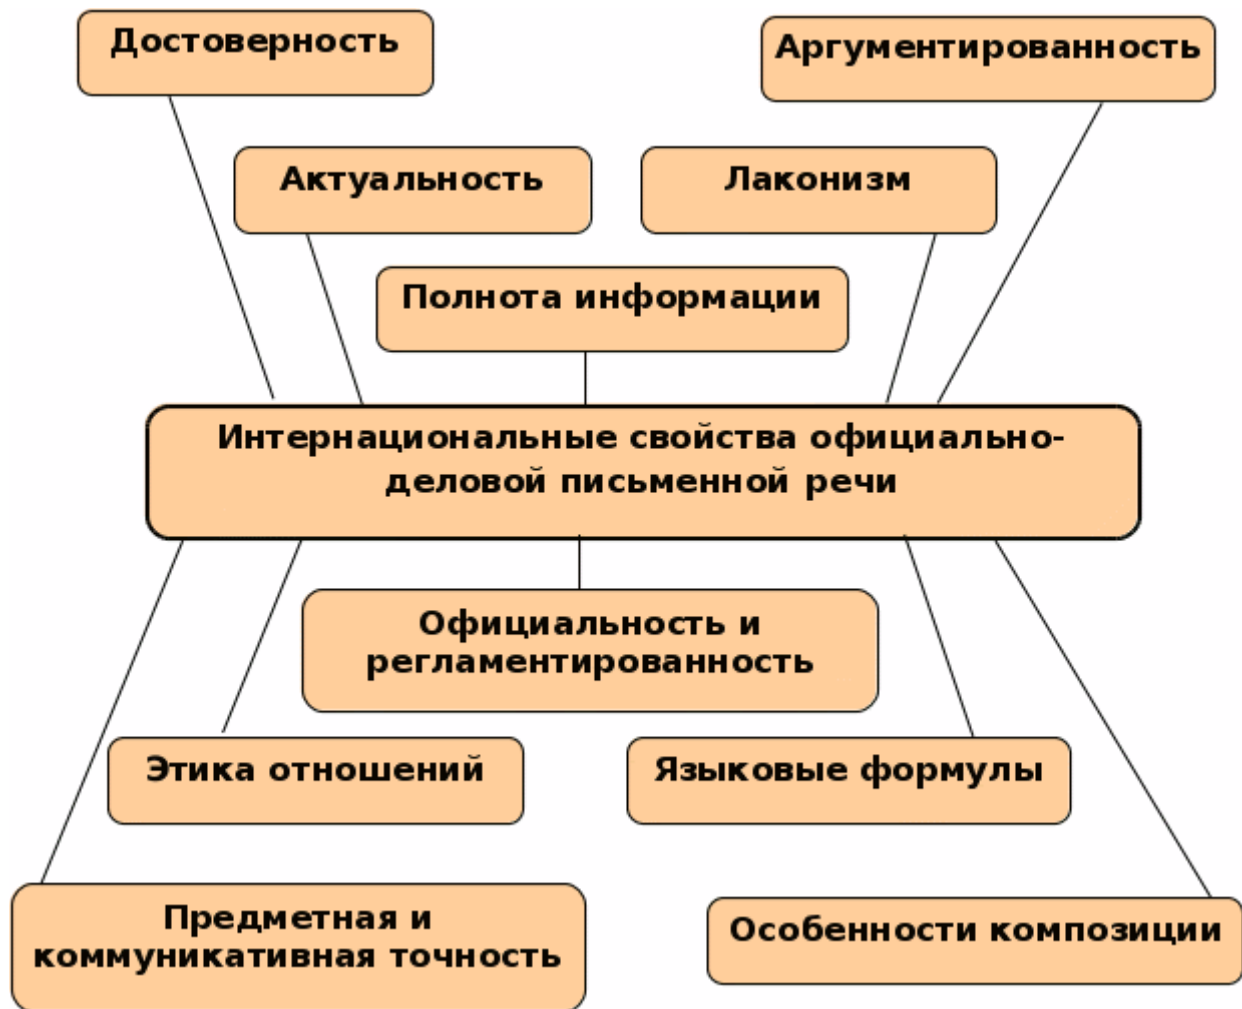 Достоверность
Аргументированность
Актуальность
Лаконизм
Полнота информации
Интернациональные свойства официально-
деловой письменной речи
Официальность и
регламентированность
Этика отношений
Языковые формулы
Предметная и
коммуникативная точность
Особенности композиции